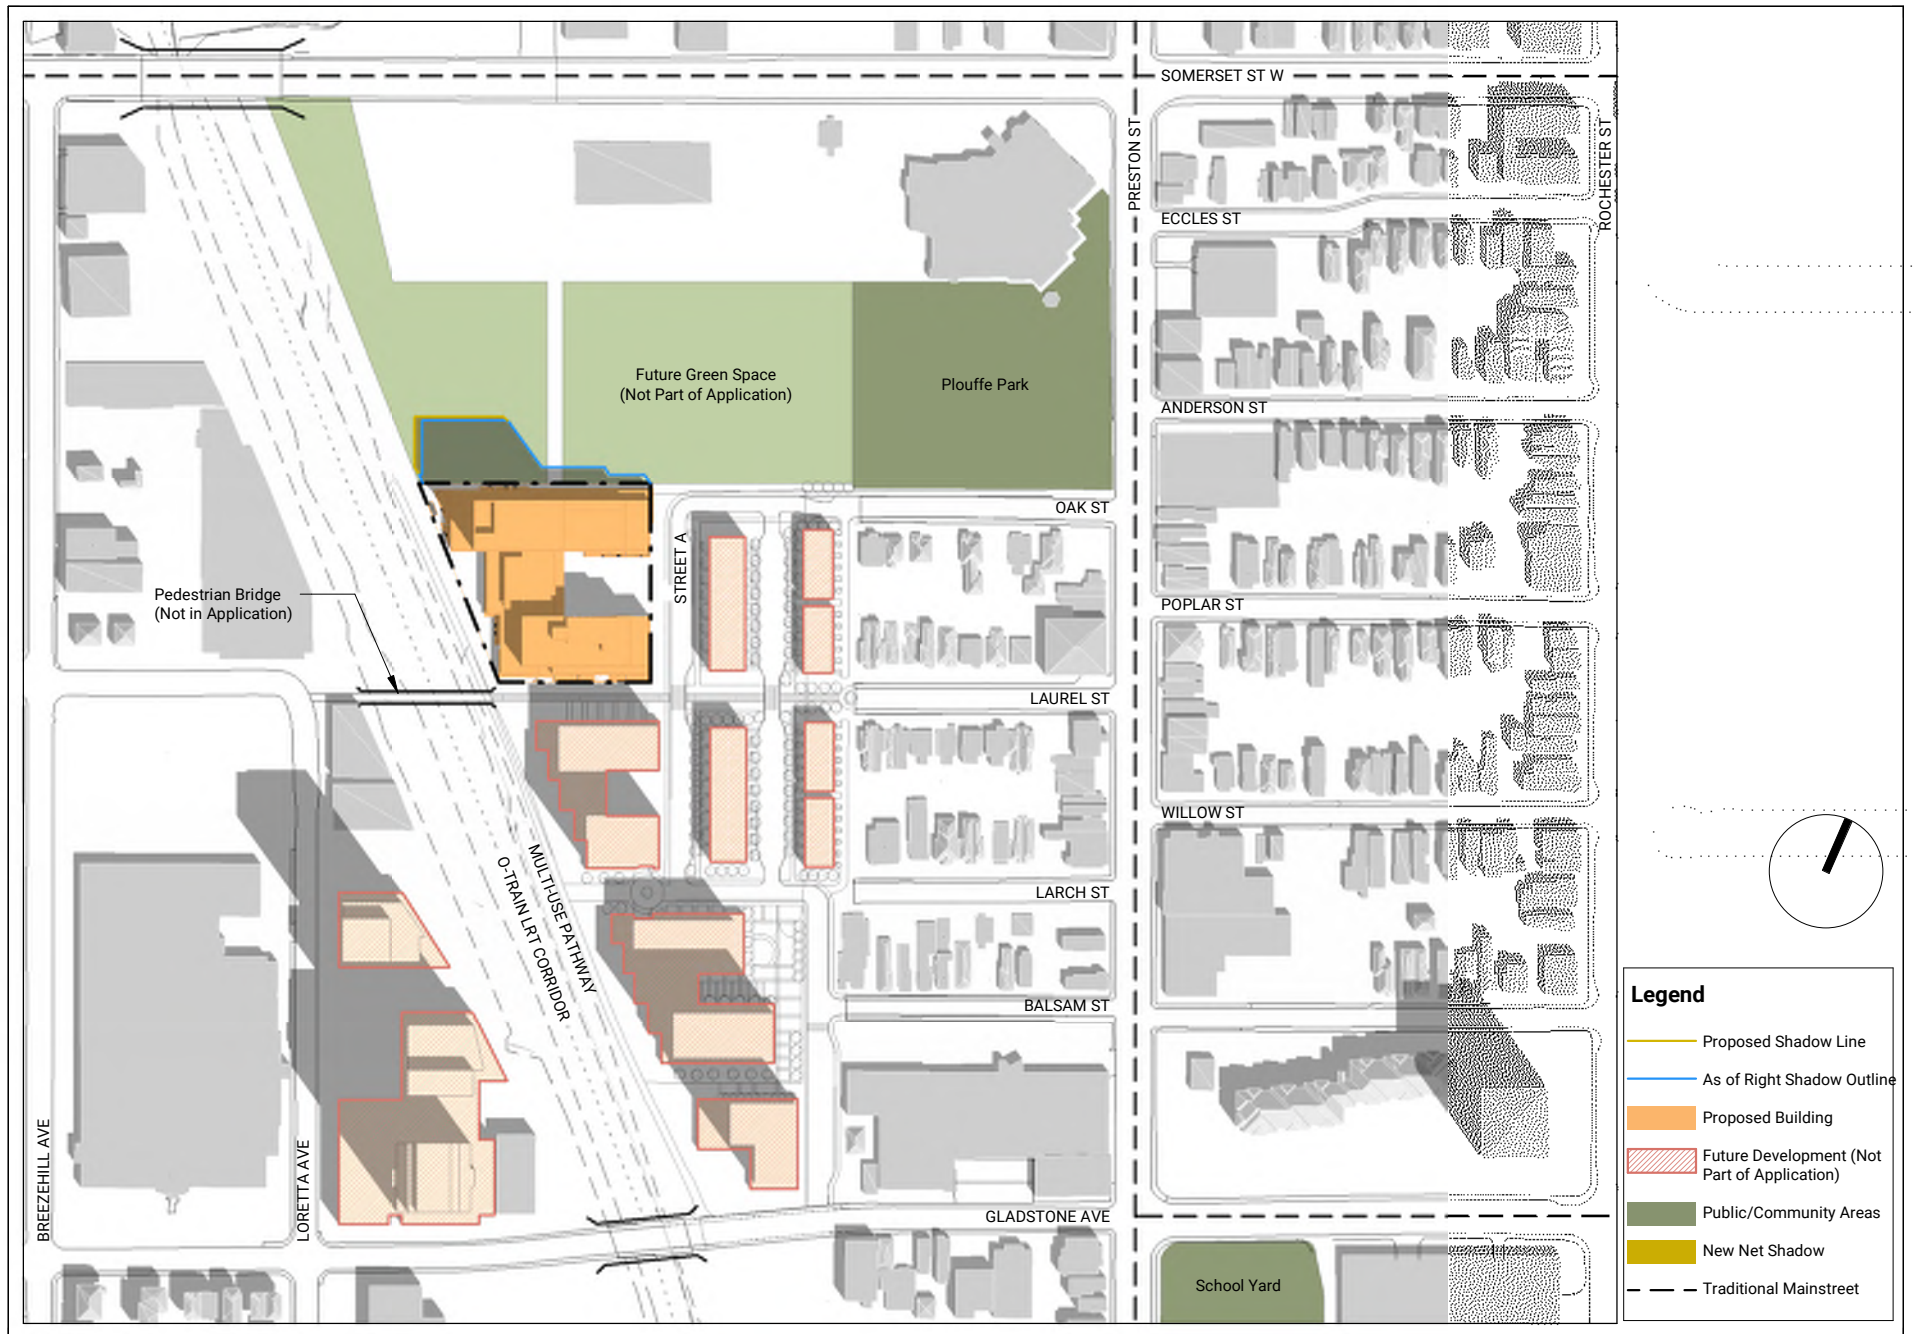 SOMERSET ST W
PRESTON ST
ROCHESTER ST
ECCLES ST
Future Green Space
(Not Part of Application)
Plouffe Park
ANDERSON ST
OAK ST
STREET A
Pedestrian Bridge
(Not in Application)
POPLAR ST
LAUREL ST
WILLOW ST
MULTI-USE PATHWAY
O-TRAIN LRT CORRIDOR
LARCH ST
BALSAM ST
BREEZEHILL AVE
LORETTA AVE
GLADSTONE AVE
School Yard
Legend
Proposed Shadow Line
As of Right Shadow Outline
Proposed Building
Future Development (Not
Part of Application)
Public/Community Areas
New Net Shadow
Traditional Mainstreet